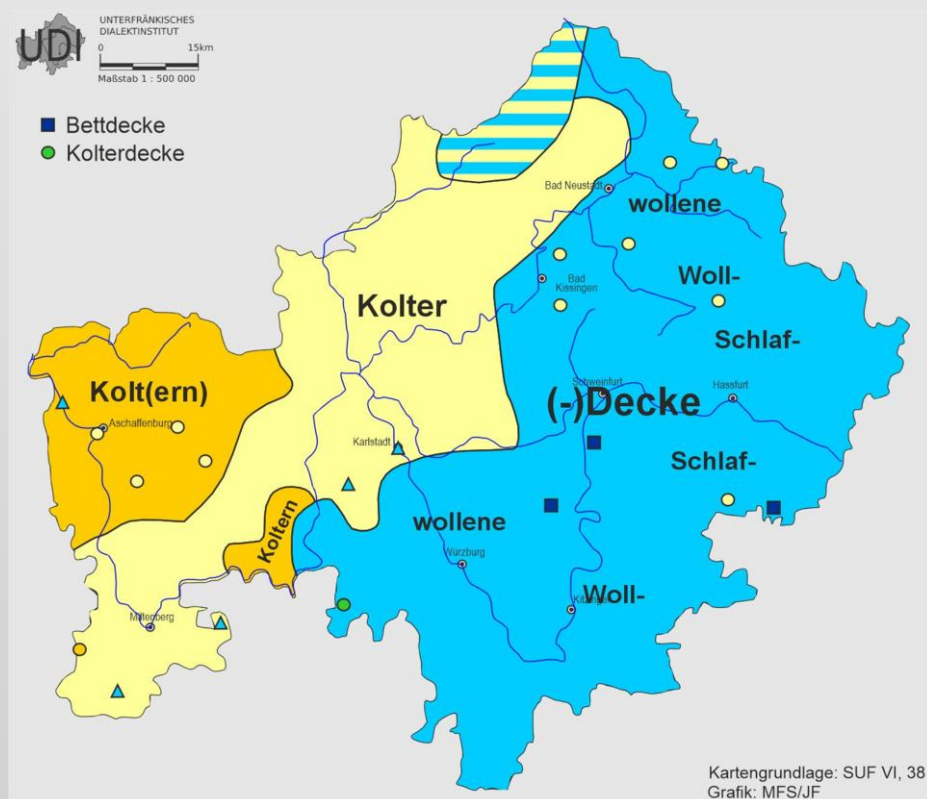 UDI
UNTERFRÄNKISCHES
DIALEKTINSTITUT
0 15km
Maßstab 1 : 500 000
Bettdecke
Kolterdecke
Bad Neustadt
wollene
Bad
Kissingen
Woll-
Kolter
Schlaf-
Kolt(ern)
Schweinfurt
Hassfurt
(-)Decke
Aschaffenburg
Karlstadt
Schlaf-
Koltern
wollene
Würzburg
Woll-
Kitzingen
Miltenberg
Kartengrundlage: SUF VI, 38
Grafik: MFS/JF